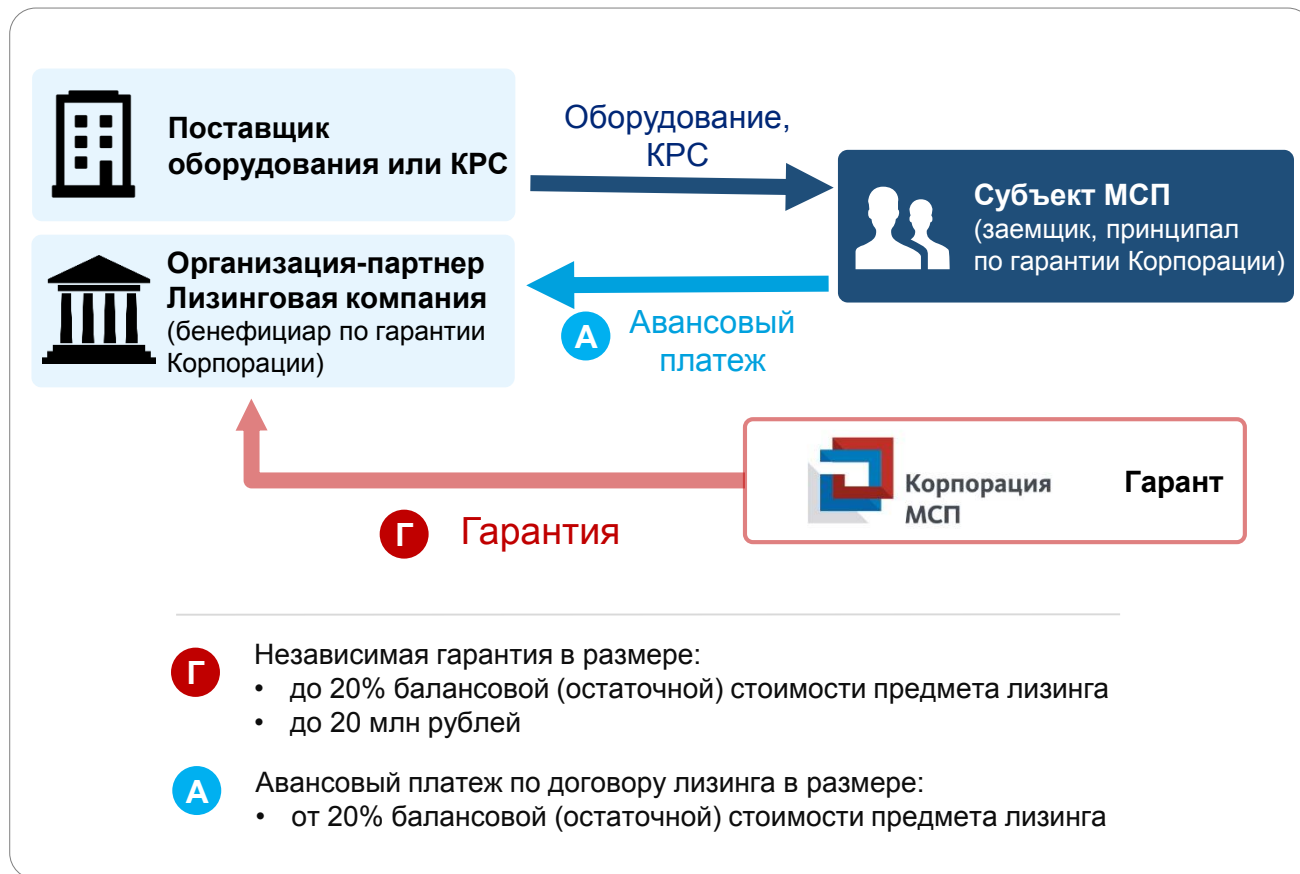 Поставщик
оборудования или КРС
Оборудование,
КРС
Субъект МСП
(заемщик, принципал
по гарантии Корпорации)
Организация-партнер
Лизинговая компания
(бенефициар по гарантии
Корпорации)
А
Авансовый
платеж
Корпорация
МСП
Гарант
Г
Гарантия
Г
Независимая гарантия в размере:
• до 20% балансовой (остаточной) стоимости предмета лизинга
• до 20 млн рублей
А
Авансовый платеж по договору лизинга в размере:
• от 20% балансовой (остаточной) стоимости предмета лизинга